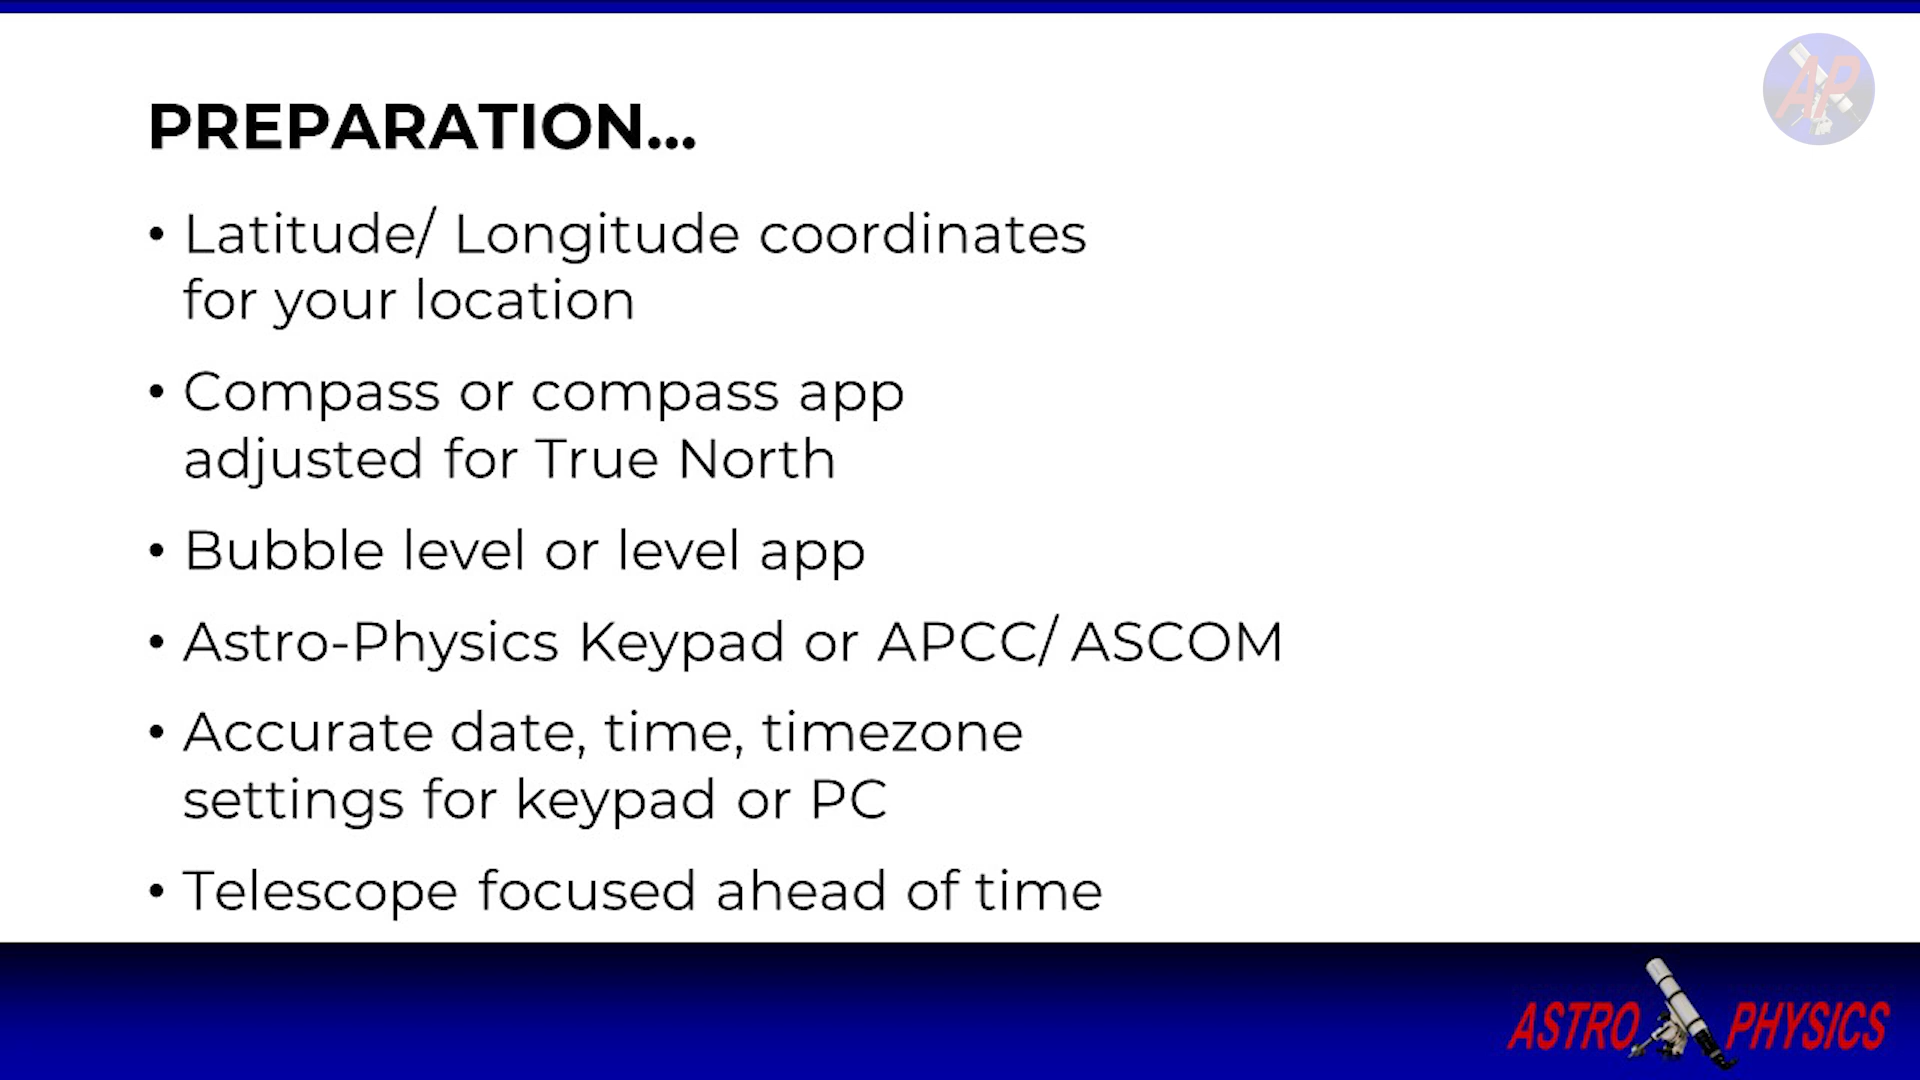 AP
PREPARATION...
• Latitude/ Longitude coordinates
for your location
• Compass or compass app
adjusted for True North
• Bubble level or level app
• Astro-Physics Keypad or APCC/ ASCOM
• Accurate date, time, timezone
settings for keypad or PC
• Telescope focused ahead of time
ASTRO PHYSICS